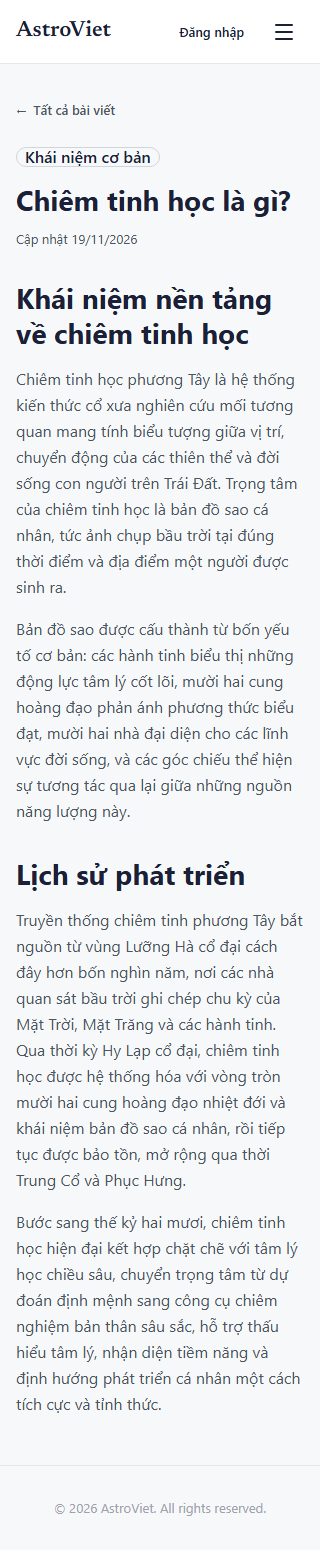 AstroViet
Đăng nhập
← Tất cả bài viết
Khái niệm cơ bản
Chiêm tinh học là gì?
Cập nhật 19/11/2026
Khái niệm nền tảng
về chiêm tinh học
Chiêm tinh học phương Tây là hệ thống
kiến thức cổ xưa nghiên cứu mối tương
quan mang tính biểu tượng giữa vị trí,
chuyển động của các thiên thể và đời
sống con người trên Trái Đất. Trọng tâm
của chiêm tinh học là bản đồ sao cá
nhân, tức ảnh chụp bầu trời tại đúng
thời điểm và địa điểm một người được
sinh ra.
Bản đồ sao được cấu thành từ bốn yếu
tố cơ bản: các hành tinh biểu thị những
động lực tâm lý cốt lõi, mười hai cung
hoàng đạo phản ánh phương thức biểu
đạt, mười hai nhà đại diện cho các lĩnh
vực đời sống, và các góc chiếu thể hiện
sự tương tác qua lại giữa những nguồn
năng lượng này.
Lịch sử phát triển
Truyền thống chiêm tinh phương Tây bắt
nguồn từ vùng Lưỡng Hà cổ đại cách
đây hơn bốn nghìn năm, nơi các nhà
quan sát bầu trời ghi chép chu kỳ của
Mặt Trời, Mặt Trăng và các hành tinh.
Qua thời kỳ Hy Lạp cổ đại, chiêm tinh
học được hệ thống hóa với vòng tròn
mười hai cung hoàng đạo nhiệt đới và
khái niệm bản đồ sao cá nhân, rồi tiếp
tục được bảo tồn, mở rộng qua thời
Trung Cổ và Phục Hưng.
Bước sang thế kỷ hai mươi, chiêm tinh
học hiện đại kết hợp chặt chẽ với tâm lý
học chiều sâu, chuyển trọng tâm từ dự
đoán định mệnh sang công cụ chiêm
nghiệm bản thân sâu sắc, hỗ trợ thấu
hiểu tâm lý, nhận diện tiềm năng và
định hướng phát triển cá nhân một cách
tích cực và tỉnh thức.
© 2026 AstroViet. All rights reserved.